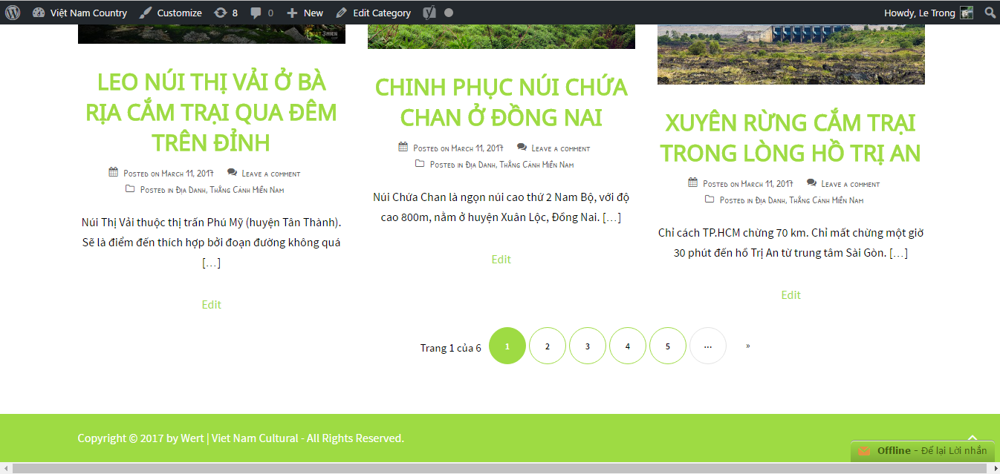 Việt Nam Country Customize 8 0 New Edit Category Howdy, Le Trong
LEO NÚI THỊ VẢI Ở BÀ
RỊA CẮM TRẠI QUA ĐÊM
TRÊN ĐỈNH
Posted on March 11, 2017 Leave a comment
Posted in Địa Danh, Thắng Cảnh Miền Nam
Núi Thị Vải thuộc thị trấn Phú Mỹ (huyện Tân Thành).
Sẽ là điểm đến thích hợp bởi đoạn đường không quá
[…]
Edit
CHINH PHỤC NÚI CHỨA
CHAN Ở ĐỒNG NAI
Posted on March 11, 2017 Leave a comment
Posted in Địa Danh, Thắng Cảnh Miền Nam
Núi Chứa Chan là ngọn núi cao thứ 2 Nam Bộ, với độ
cao 800m, nằm ở huyện Xuân Lộc, Đồng Nai. […]
Edit
XUYÊN RỪNG CẮM TRẠI
TRONG LÒNG HỒ TRỊ AN
Posted on March 11, 2017 Leave a comment
Posted in Địa Danh, Thắng Cảnh Miền Nam
Chỉ cách TP.HCM chừng 70 km. Chỉ mất chừng một giờ
30 phút đến hồ Trị An từ trung tâm Sài Gòn. […]
Edit
Trang 1 của 6 1 2 3 4 5 ... »
Copyright © 2017 by Wert | Viet Nam Cultural - All Rights Reserved.
Offline - Để lại Lời nhắn